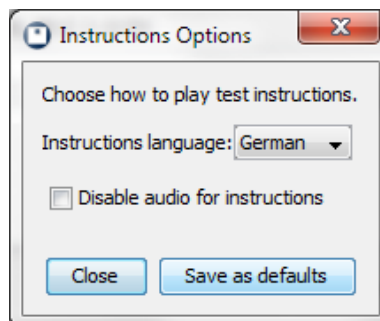 Instructions Options
Choose how to play test instructions.
Instructions language: German
Disable audio for instructions
Close Save as defaults